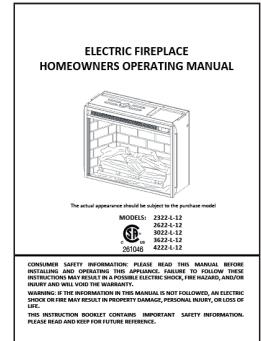 ELECTRIC FIREPLACE
HOMEOWNERS OPERATING MANUAL
The actual appearance should be subject to the purchase model
MODELS: 2322-L-12
2622-L-12
3022-L-12
3622-L-12
4222-L-12
C US
261046
CONSUMER SAFETY INFORMATION: PLEASE READ THIS MANUAL BEFORE
INSTALLING AND OPERATING THIS APPLIANCE. FAILURE TO FOLLOW THESE
INSTRUCTIONS MAY RESULT IN A POSSIBLE ELECTRIC SHOCK, FIRE HAZARD, AND/OR
INJURY AND WILL VOID THE WARRANTY.
WARNING: IF THE INFORMATION IN THIS MANUAL IS NOT FOLLOWED, AN ELECTRIC
SHOCK OR FIRE MAY RESULT IN PROPERTY DAMAGE, PERSONAL INJURY, OR LOSS OF
LIFE.
THIS INSTRUCTION BOOKLET CONTAINS IMPORTANT SAFETY INFORMATION.
PLEASE READ AND KEEP FOR FUTURE REFERENCE.